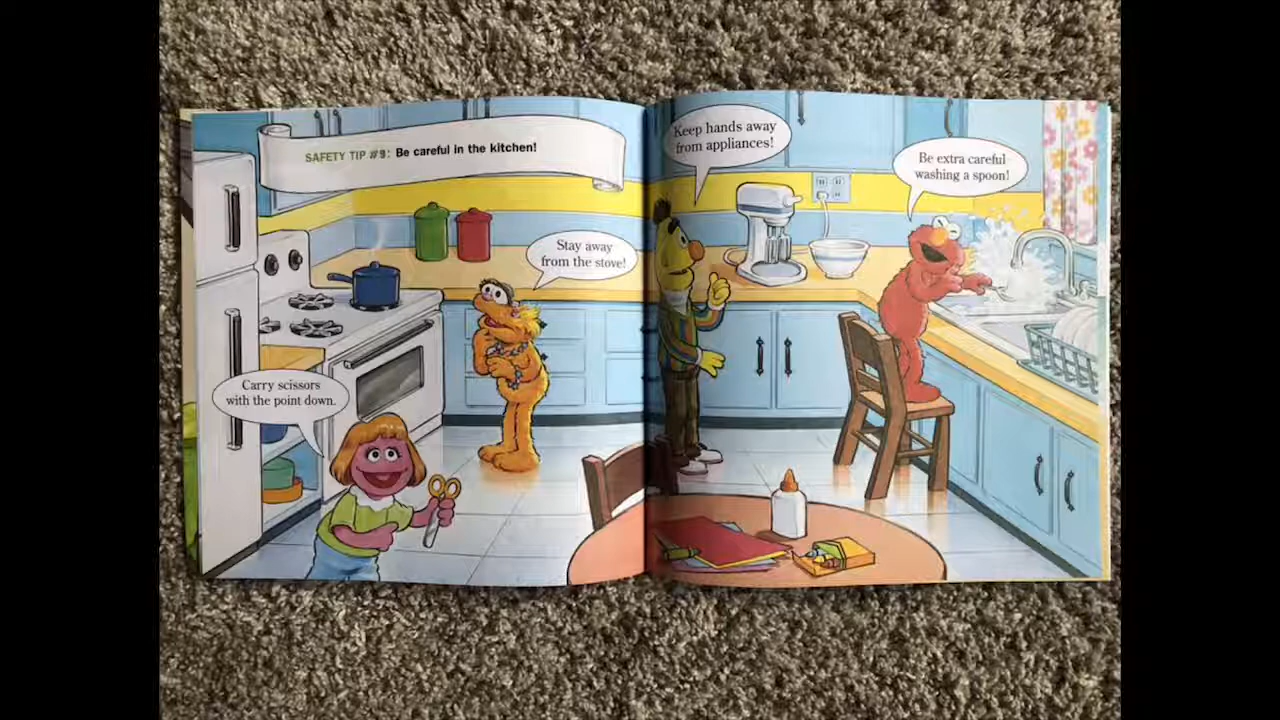 SAFETY TIP #9: Be careful in the kitchen!
Stay away
from the stove!
Carry scissors
with the point down.
Keep hands away
from appliances!
Be extra careful
washing a spoon!